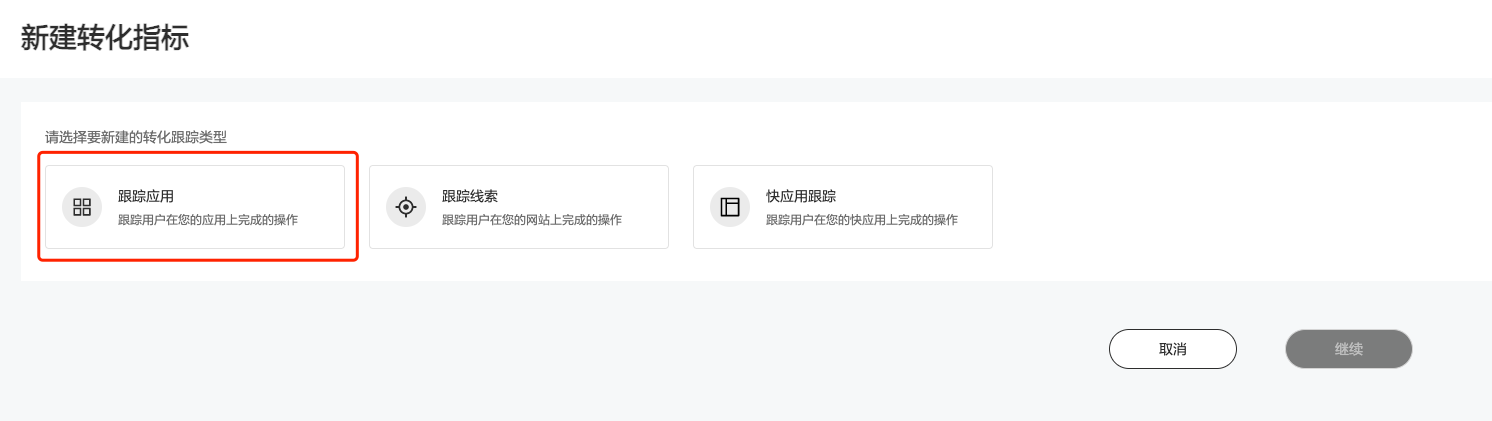 新建转化指标
请选择要新建的转化跟踪类型
跟踪应用
跟踪用户在您的应用上完成的操作
跟踪线索
跟踪用户在您的网站上完成的操作
快应用跟踪
跟踪用户在您的快应用上完成的操作
取消
继续